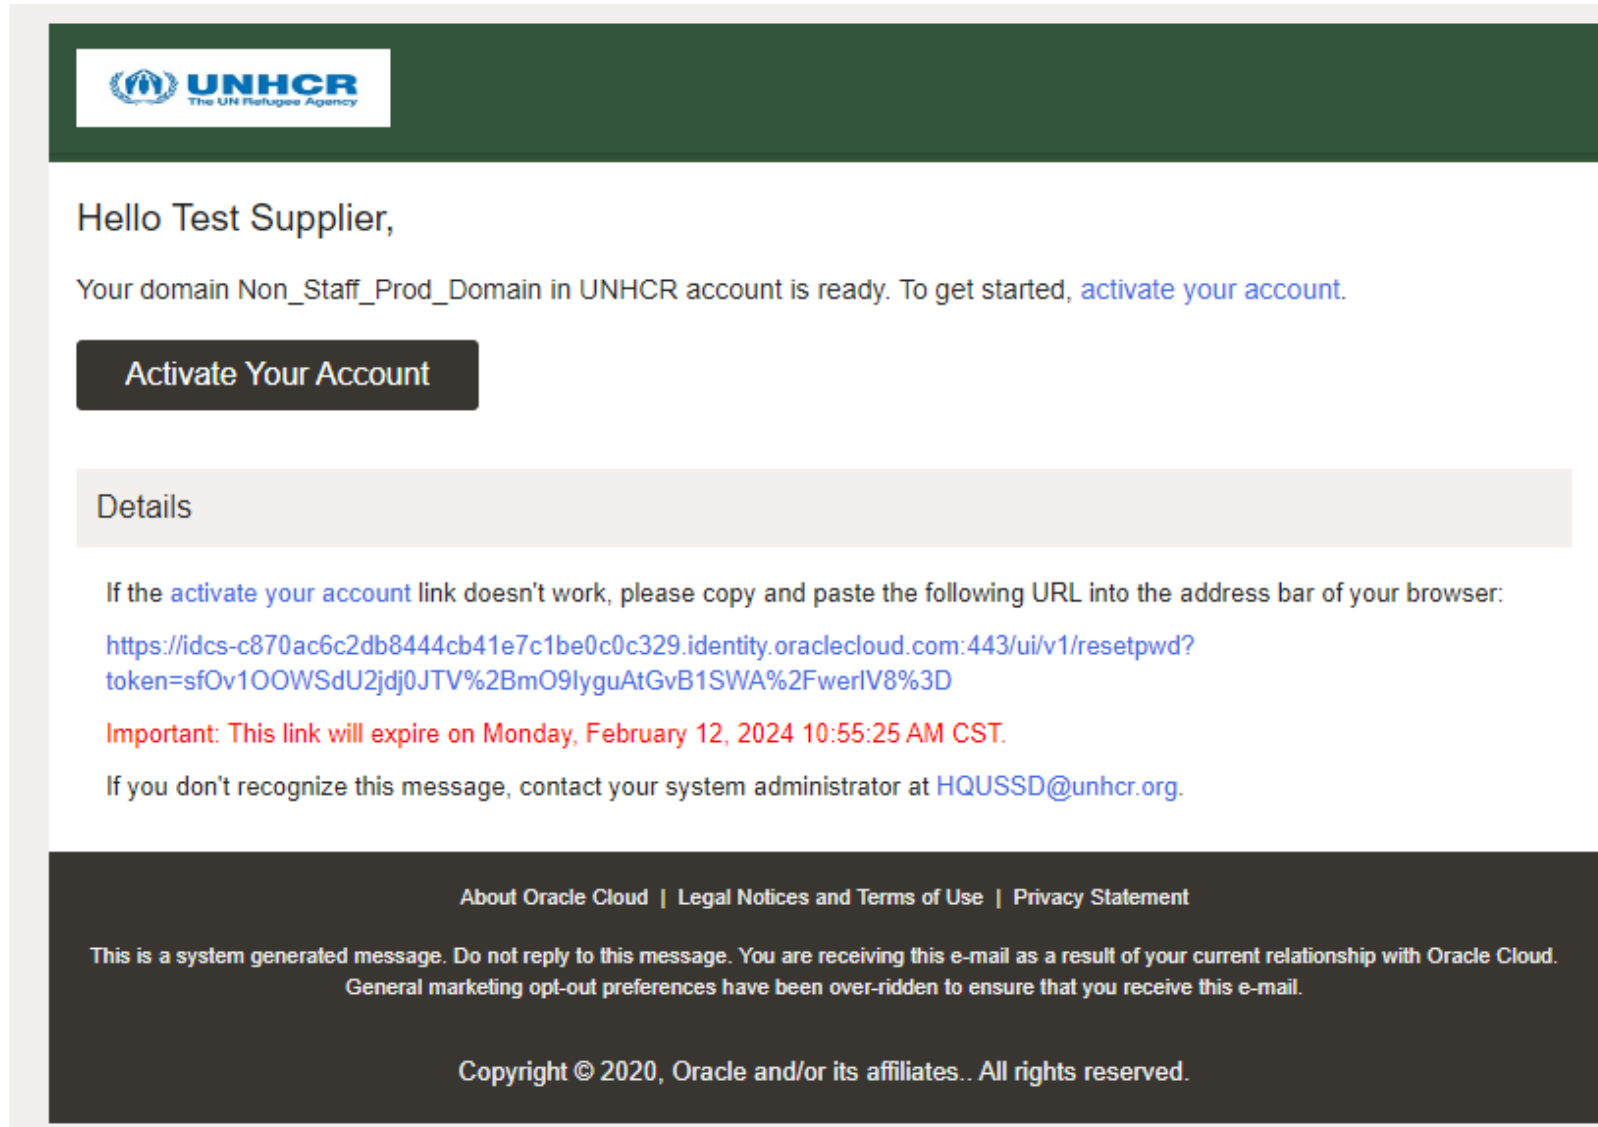 UNHCR
The UN Refugee Agency
Hello Test Supplier,
Your domain Non_Staff_Prod_Domain in UNHCR account is ready. To get started, activate your account.
Activate Your Account
Details
If the activate your account link doesn't work, please copy and paste the following URL into the address bar of your browser:
https://idcs-c870ac6c2db8444cb41e7c1be0c0c329.identity.oraclecloud.com:443/ui/v1/resetpwd?
token=sfOv1OOWSdU2jdj0JTV%2BmO9IyguAtGvB1SWA%2FwerIV8%3D
Important: This link will expire on Monday, February 12, 2024 10:55:25 AM CST.
If you don't recognize this message, contact your system administrator at HQUSSD@unhcr.org.
About Oracle Cloud | Legal Notices and Terms of Use | Privacy Statement
This is a system generated message. Do not reply to this message. You are receiving this e-mail as a result of your current relationship with Oracle Cloud.
General marketing opt-out preferences have been over-ridden to ensure that you receive this e-mail.
Copyright © 2020, Oracle and/or its affiliates.. All rights reserved.